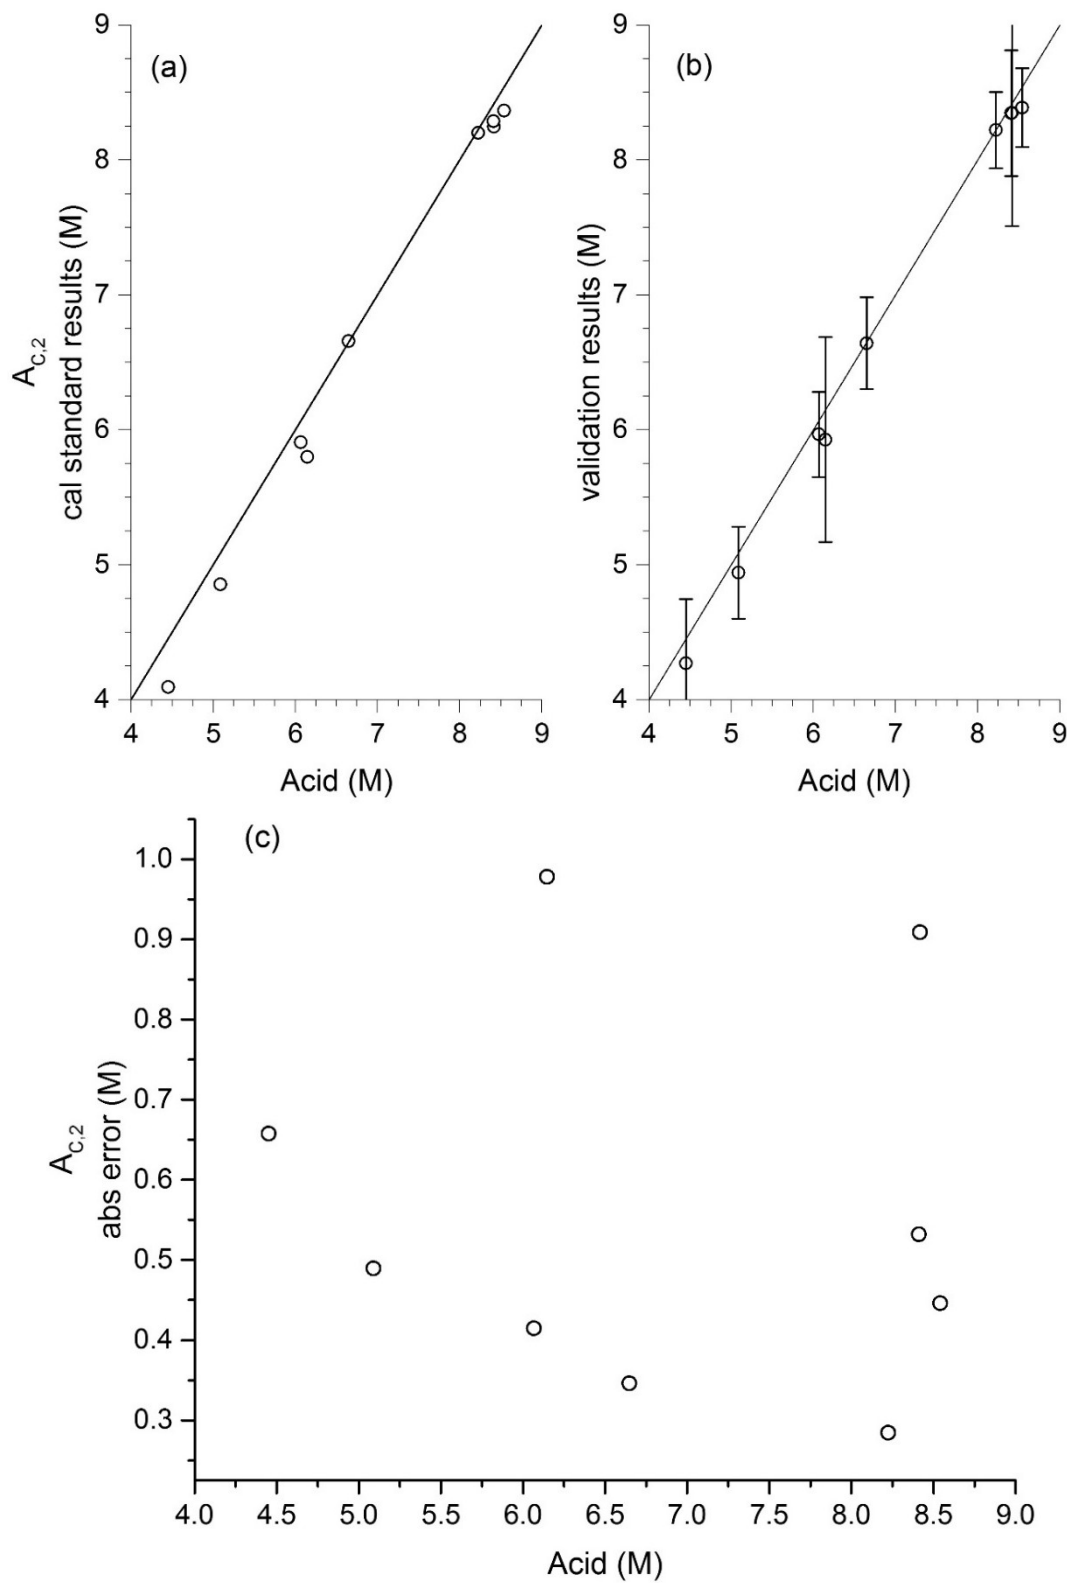 (a)
9
8
7
6
5
4
A_C,2
cal standard results (M)
4 5 6 7 8 9
Acid (M)
(b)
9
8
7
6
5
4
validation results (M)
4 5 6 7 8 9
Acid (M)
(c)
1.0
0.9
0.8
0.7
0.6
0.5
0.4
0.3
A_C,2
abs error (M)
4.0 4.5 5.0 5.5 6.0 6.5 7.0 7.5 8.0 8.5 9.0
Acid (M)